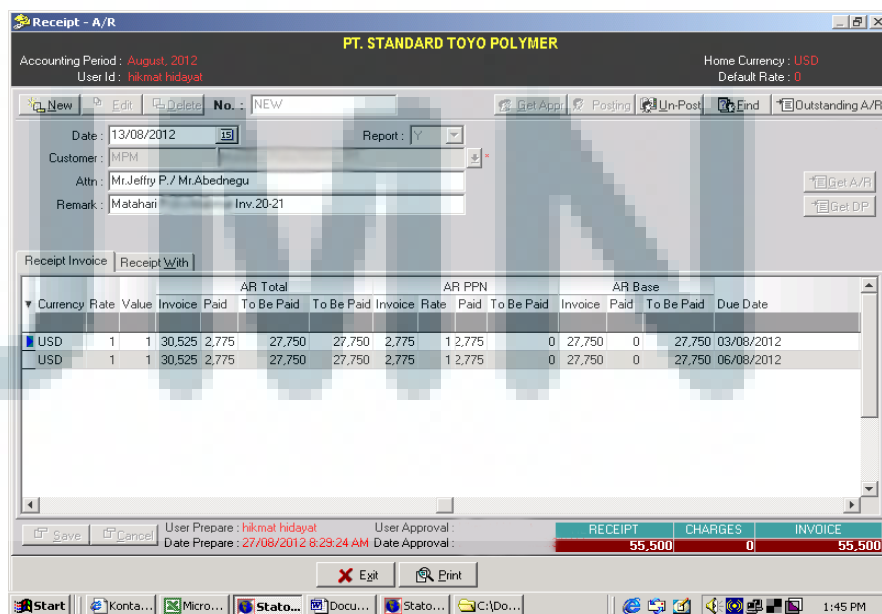 Receipt - A/R
PT. STANDARD TOYO POLYMER
Accounting Period : August, 2012
Home Currency : USD
User Id : hikmat hidayat
Default Rate : 0
New Edit Delete No. : NEW Get Appr Posting Un-Post Find Outstanding A/R
Date : 13/08/2012 15 Report : Y
Customer : MPM *
Attn : Mr.Jeffry P./ Mr.Abednegu
Get A/R
Remark : Matahari Inv.20-21
Get DP
UMN
Receipt Invoice Receipt With
AR Total AR PPN AR Base
Currency Rate Value Invoice Paid To Be Paid To Be Paid Invoice Rate Paid To Be Paid Invoice Paid To Be Paid Due Date
USD 1 1 30,525 2,775 27,750 27,750 2,775 1 2,775 0 27,750 0 27,750 03/08/2012
USD 1 1 30,525 2,775 27,750 27,750 2,775 1 2,775 0 27,750 0 27,750 06/08/2012
Save Cancel
User Prepare : hikmat hidayat User Approval :
Date Prepare : 27/08/2012 8:29:24 AM Date Approval :
RECEIPT CHARGES INVOICE
55,500 0 55,500
Exit Print
Start Konta... Micro... Stato... Docu... Stato... C:\Do... 1:45 PM